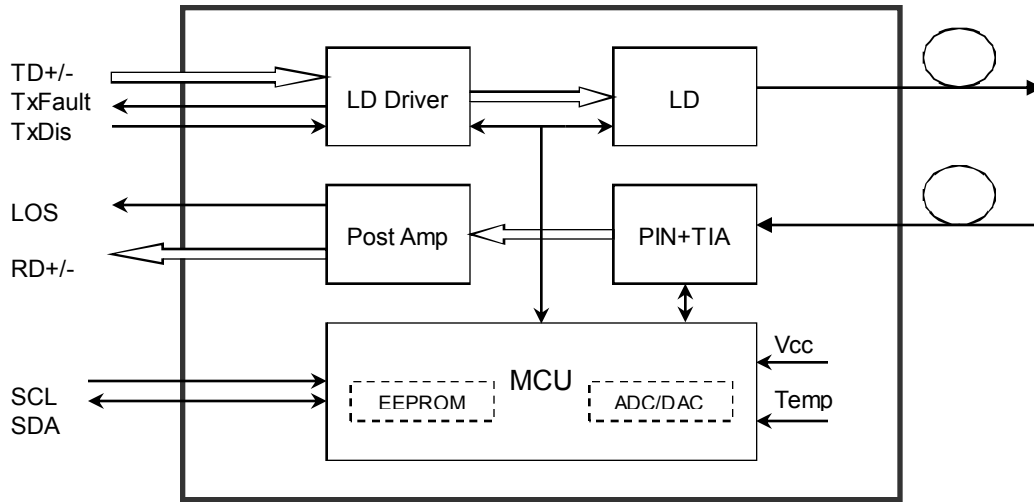 TD+/-
TxFault
TxDis
LD Driver
LD
LOS
RD+/-
Post Amp
PIN+TIA
SCL
SDA
MCU
EEPROM
ADC/DAC
Vcc
Temp